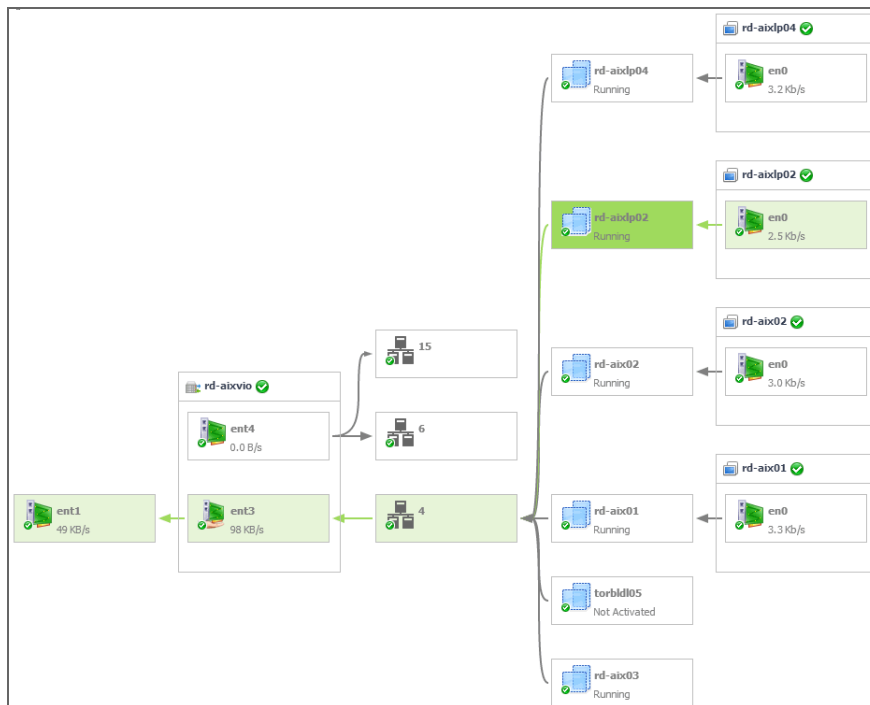 rd-aixlp04
en0
3.2 Kb/s
rd-aixlp04
Running
rd-aixlp02
en0
2.5 Kb/s
rd-aixlp02
Running
rd-aix02
en0
3.0 Kb/s
rd-aix02
Running
15
rd-aixvio
ent4
0.0 B/s
6
ent1
49 KB/s
ent3
98 KB/s
4
rd-aix01
Running
rd-aix01
en0
3.3 Kb/s
torbldl05
Not Activated
rd-aix03
Running